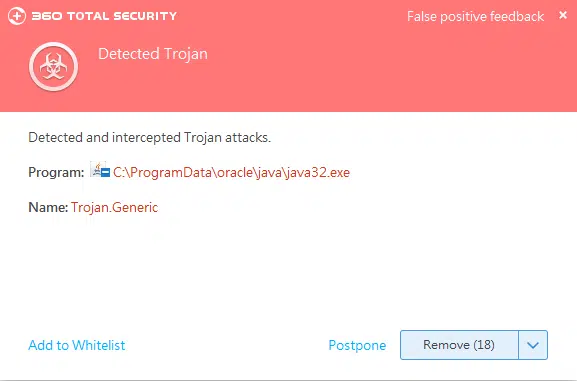 360 TOTAL SECURITY
False positive feedback ×
Detected Trojan
Detected and intercepted Trojan attacks.
Program: C:\ProgramData\oracle\java\java32.exe
Name: Trojan.Generic
Add to Whitelist
Postpone
Remove (18)